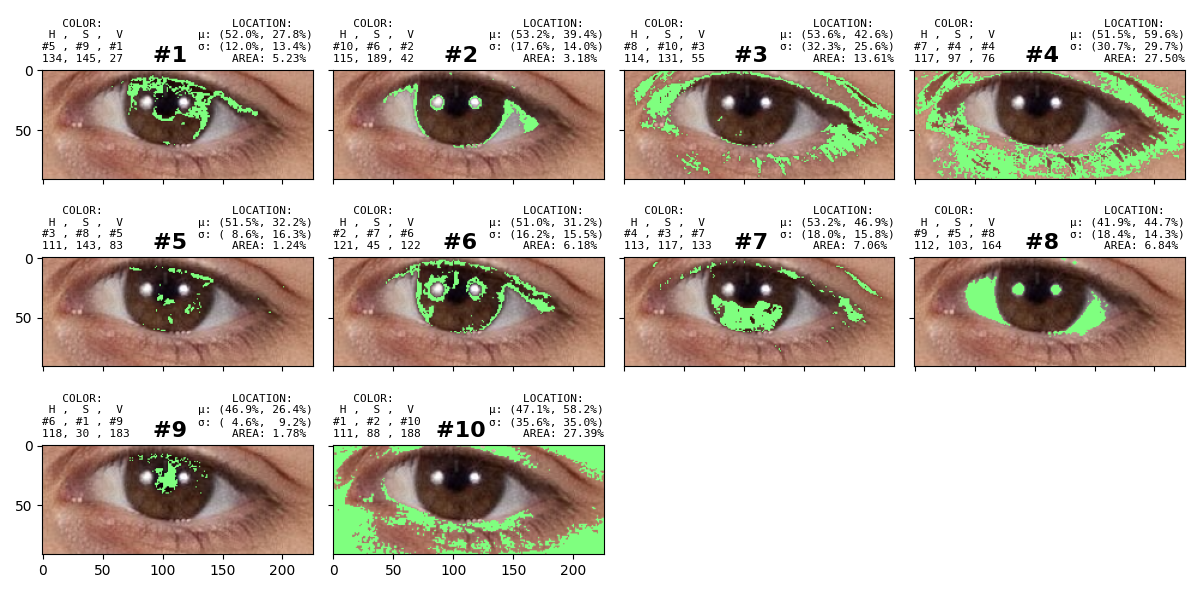 COLOR: LOCATION:
H , S , V μ: (52.0%, 27.8%)
#5 , #9 , #1 #1 σ: (12.0%, 13.4%)
134, 145, 27 AREA: 5.23%
COLOR: LOCATION:
H , S , V μ: (53.2%, 39.4%)
#10, #6 , #2 #2 σ: (17.6%, 14.0%)
115, 189, 42 AREA: 3.18%
COLOR: LOCATION:
H , S , V μ: (53.6%, 42.6%)
#8 , #10, #3 #3 σ: (32.3%, 25.6%)
114, 131, 55 AREA: 13.61%
COLOR: LOCATION:
H , S , V μ: (51.5%, 59.6%)
#7 , #4 , #4 #4 σ: (30.7%, 29.7%)
117, 97 , 76 AREA: 27.50%
0
50
COLOR: LOCATION:
H , S , V μ: (51.5%, 32.2%)
#3 , #8 , #5 #5 σ: ( 8.6%, 16.3%)
111, 143, 83 AREA: 1.24%
COLOR: LOCATION:
H , S , V μ: (51.0%, 31.2%)
#2 , #7 , #6 #6 σ: (16.2%, 15.5%)
121, 45 , 122 AREA: 6.18%
COLOR: LOCATION:
H , S , V μ: (53.2%, 46.9%)
#4 , #3 , #7 #7 σ: (18.0%, 15.8%)
113, 117, 133 AREA: 7.06%
COLOR: LOCATION:
H , S , V μ: (41.9%, 44.7%)
#9 , #5 , #8 #8 σ: (18.4%, 14.3%)
112, 103, 164 AREA: 6.84%
0
50
COLOR: LOCATION:
H , S , V μ: (46.9%, 26.4%)
#6 , #1 , #9 #9 σ: ( 4.6%, 9.2%)
118, 30 , 183 AREA: 1.78%
COLOR: LOCATION:
H , S , V μ: (47.1%, 58.2%)
#1 , #2 , #10 #10 σ: (35.6%, 35.0%)
111, 88 , 188 AREA: 27.39%
0
50
0 50 100 150 200
0 50 100 150 200